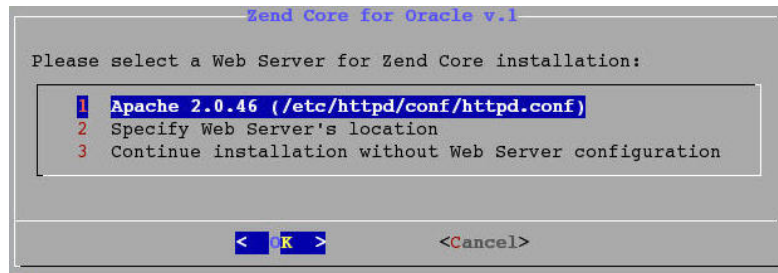 Zend Core for Oracle v.1
Please select a Web Server for Zend Core installation:
1 Apache 2.0.46 (/etc/httpd/conf/httpd.conf)
2 Specify Web Server's location
3 Continue installation without Web Server configuration
< OK > <Cancel>